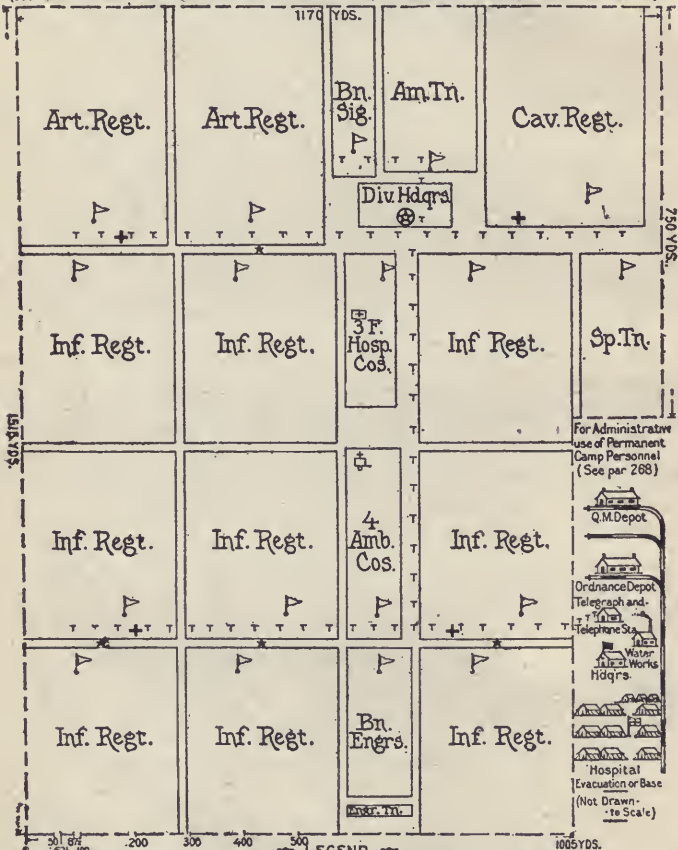 1170 YDS.
Art. Regt.
Art. Regt.
Bn.
Sig.
Am. Tn.
Cav. Regt.
Div. Hdqrs
750 YDS.
Inf. Regt.
Inf. Regt.
3 F.
Hosp.
Cos.
Inf Regt.
Sp. Tn.
1515 YDS.
For Administrative
use of Permanent
Camp Personnel
(See par 268)
Q.M. Depot
Inf. Regt.
Inf. Regt.
4
Amb.
Cos.
Inf. Regt.
Ordnance Depot
Telegraph and-
Telephone Sta.
Water
Works
Hdqrs.
Inf. Regt.
Inf. Regt.
Bn.
Engrs.
Inf. Regt.
Engr. Tn.
Hospital
Evacuation or Base
(Not Drawn-
-to Scale)
200 300 400 500
1005 YDS.
LEGEND